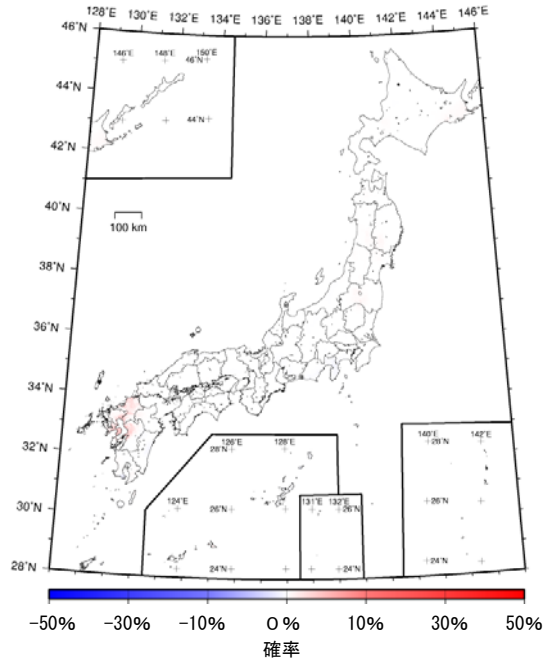 128˚E 130˚E 132˚E 134˚E 136˚E 138˚E 140˚E 142˚E 144˚E 146˚E
46˚N
146˚E 148˚E 150˚E
46˚N
44˚N
44˚N
42˚N
40˚N
100 km
38˚N
36˚N
34˚N
32˚N
126˚E 128˚E
28˚N
140˚E 142˚E
28˚N
30˚N
124˚E
26˚N
131˚E 132˚E
26˚N
26˚N
28˚N
24˚N
24˚N
24˚N
-50% -30% -10% 0% 10% 30% 50%
確率